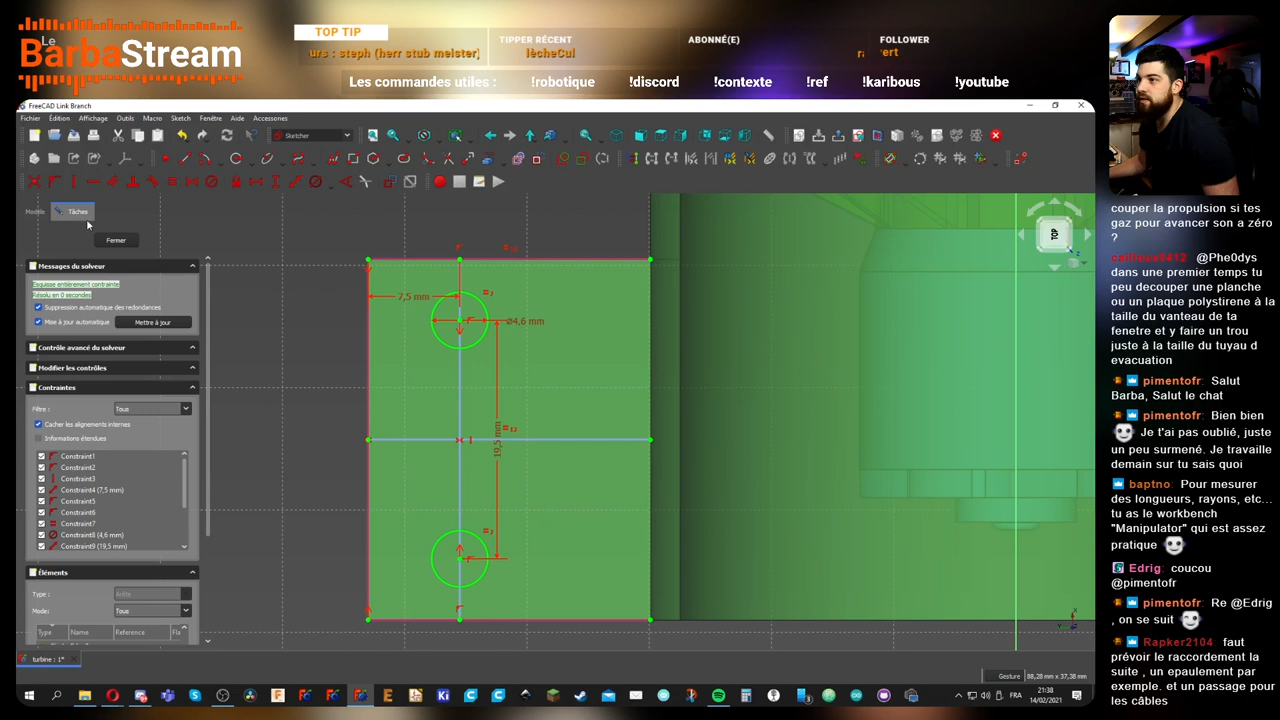 Le
BarbaStream
TOP TIP
urs : steph (herr stub meister)
TIPPER RÉCENT
lècheCul
ABONNÉ(E)
FOLLOWER
vert
Les commandes utiles :
!robotique
!discord
!contexte
!ref
!karibous
!youtube
FreeCAD Link Branch
Fichier
Édition
Affichage
Outils
Macro
Sketch
Fenêtre
Aide
Accessoires
Sketcher
Modèle
Tâches
Fermer
Messages du solveur
Esquisse entièrement contrainte
Résolu en 0 secondes
Suppression automatique des redondances
Mise à jour automatique
Mettre à jour
Contrôle avancé du solveur
Modifier les contrôles
Contraintes
Filtre :
Tous
Cacher les alignements internes
Informations étendues
Constraint1
Constraint2
Constraint3
Constraint4 (7,5 mm)
Constraint5
Constraint6
Constraint7
Constraint8 (4,6 mm)
Constraint9 (19,5 mm)
Éléments
Type :
Arête
Mode:
Tous
Type
Name
Reference
Fla
7,5 mm
⌀4,6 mm
19,5 mm
TOP
turbine : 1*
Gesture
88,28 mm x 37,38 mm
FR
21:38
14/02/2021
couper la propulsion si tes
gaz pour avancer son a zéro
?
@Phe0dys
dans une premier temps tu
peu decouper une planche
ou un plaque polystirene à la
taille du vanteau de ta
fenetre et y faire un trou
juste à la taille du tuyau d
evacuation
pimentofr : Salut
Barba, Salut le chat
pimentofr : Bien bien
Je t'ai pas oublié, juste
un peu surmené. Je travaille
demain sur tu sais quoi
baptno : Pour mesurer
des longueurs, rayons, etc...
tu as le workbench
"Manipulator" qui est assez
pratique
Edrig : coucou
@pimentofr
pimentofr : Re @Edrig
, on se suit
Rapker2104 : faut
prévoir le raccordement la
suite , un epaulement par
exemple. et un passage pour
les câbles